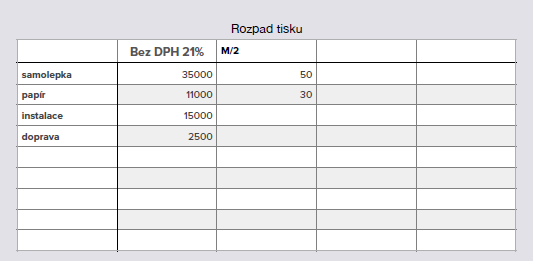 Rozpad tisku
Bez DPH 21% M/2
samolepka 35000 50
papír 11000 30
instalace 15000
doprava 2500